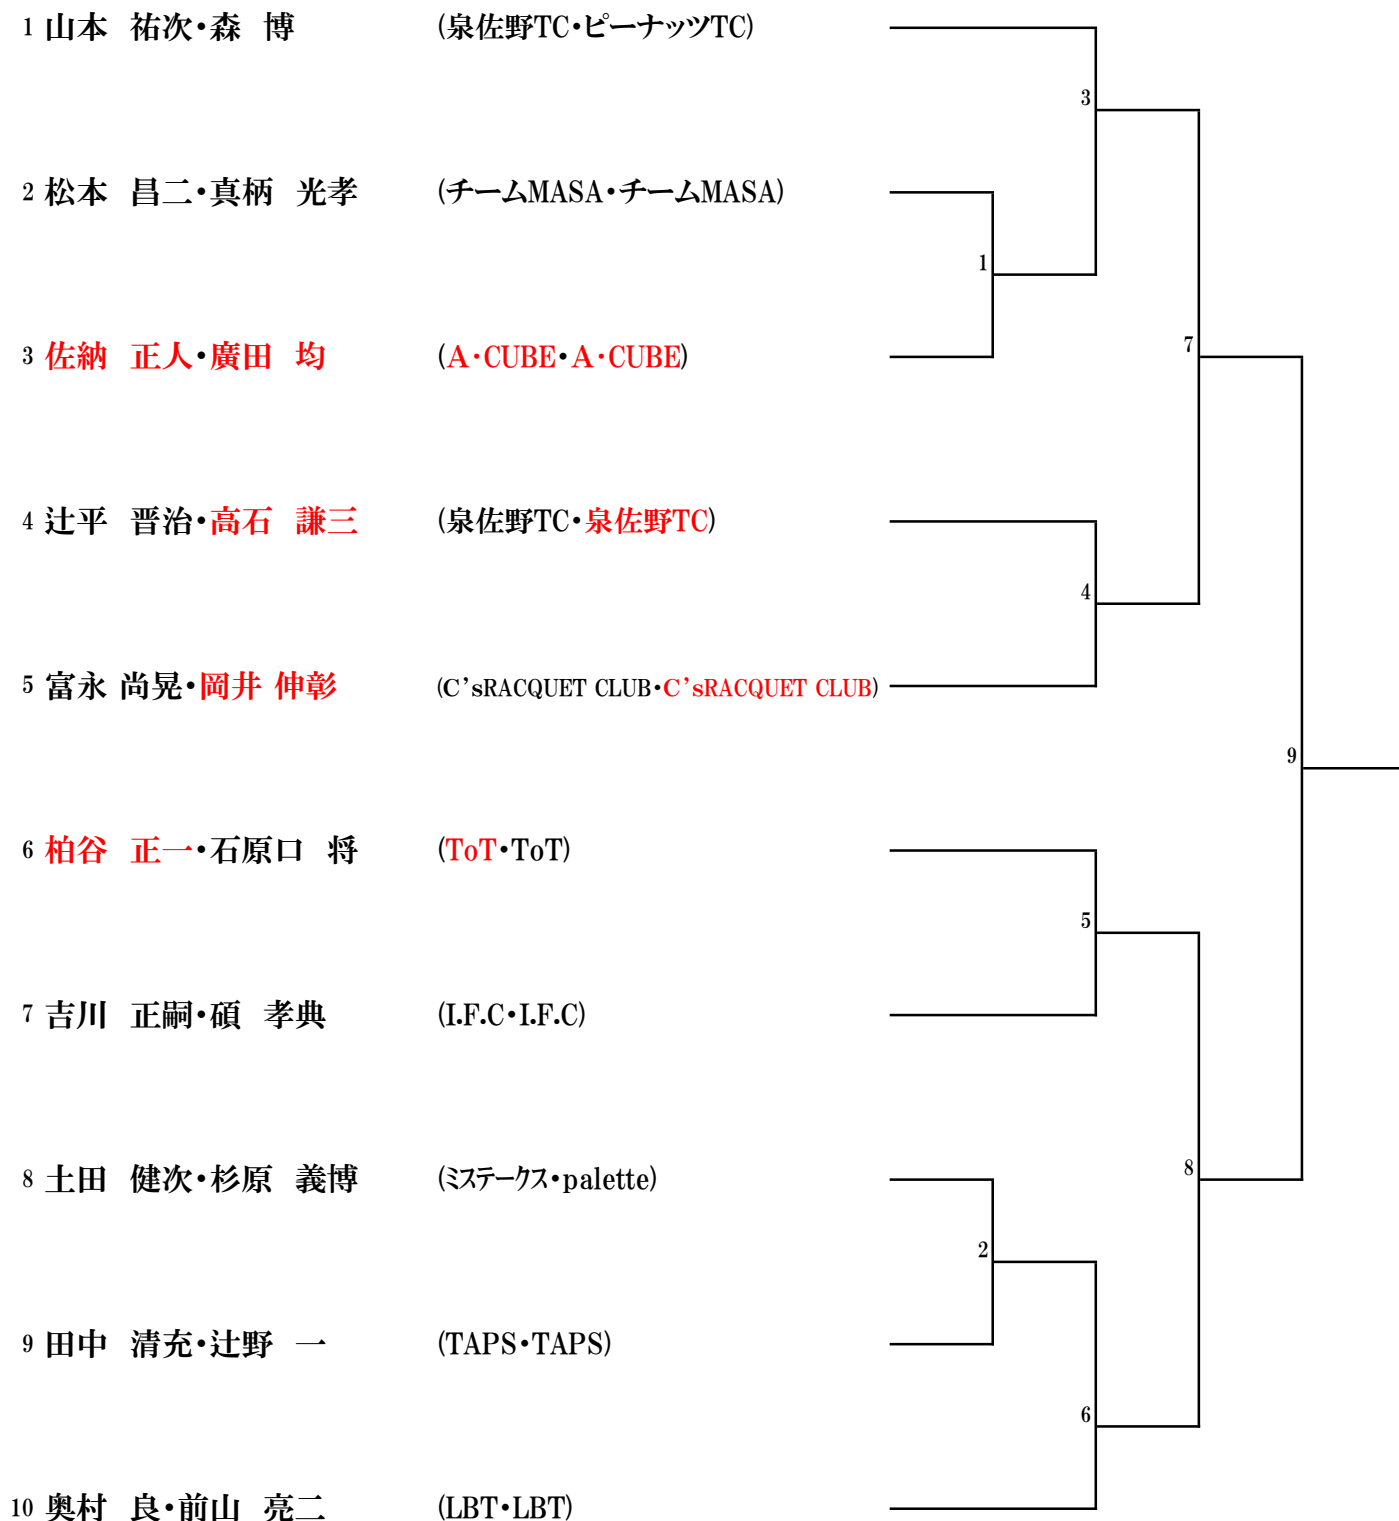 1 山本 祐次・森 博 (泉佐野TC・ピーナッツTC)
3
2 松本 昌二・真柄 光孝 (チームMASA・チームMASA)
1
3 佐納 正人・廣田 均 (A・CUBE・A・CUBE)
7
4 辻平 晋治・高石 謙三 (泉佐野TC・泉佐野TC)
4
5 富永 尚晃・岡井 伸彰 (C’sRACQUET CLUB・C’sRACQUET CLUB)
9
6 柏谷 正一・石原口 将 (ToT・ToT)
5
7 吉川 正嗣・碩 孝典 (I.F.C・I.F.C)
8 土田 健次・杉原 義博 (ミステークス・palette)
8
2
9 田中 清充・辻野 一 (TAPS・TAPS)
6
10 奥村 良・前山 亮二 (LBT・LBT)